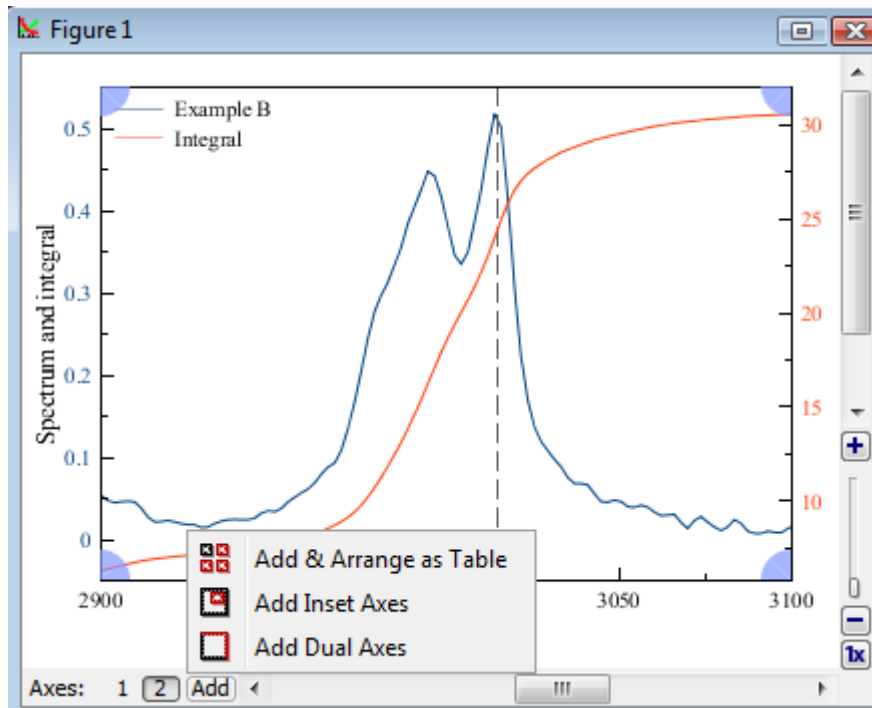 Figure 1
Example B
Integral
Spectrum and integral
0.5
0.4
0.3
0.2
0.1
0
30
25
20
15
10
2900
3050
3100
Add & Arrange as Table
Add Inset Axes
Add Dual Axes
1x
Axes: 1 2 Add